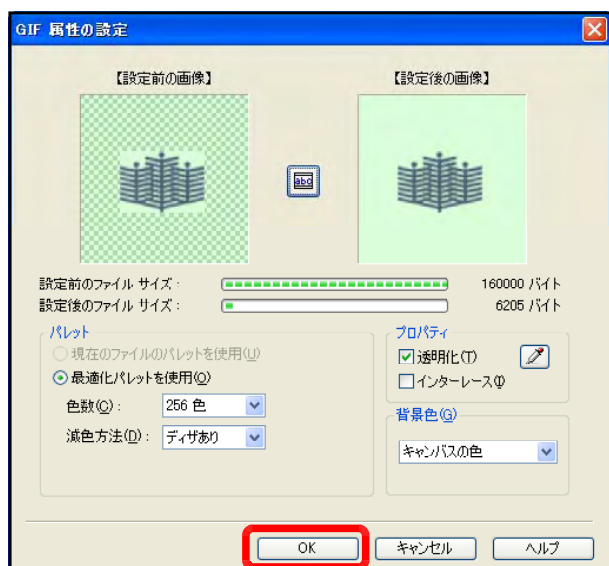 GIF 属性の設定
【設定前の画像】 【設定後の画像】
abc
設定前のファイル サイズ： 160000 バイト
設定後のファイル サイズ： 6205 バイト
パレット
現在のファイルのパレットを使用(U)
最適化パレットを使用(O)
色数(C)： 256 色
減色方法(D)： ディザあり
プロパティ
透明化(T)
インターレース(I)
背景色(G)
キャンバスの色
OK キャンセル ヘルプ